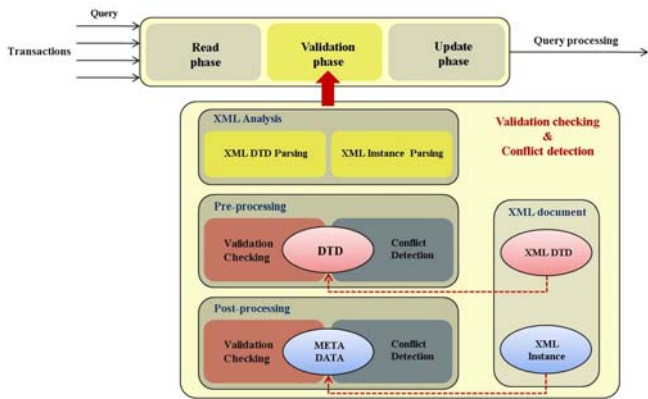 Query
Transactions
Read
phase
Validation
phase
Update
phase
Query processing
XML Analysis
XML DTD Parsing
XML Instance Parsing
Validation checking
&
Conflict detection
Pre-processing
Validation
Checking
DTD
Conflict
Detection
XML document
XML DTD
Post-processing
Validation
Checking
META
DATA
Conflict
Detection
XML
Instance